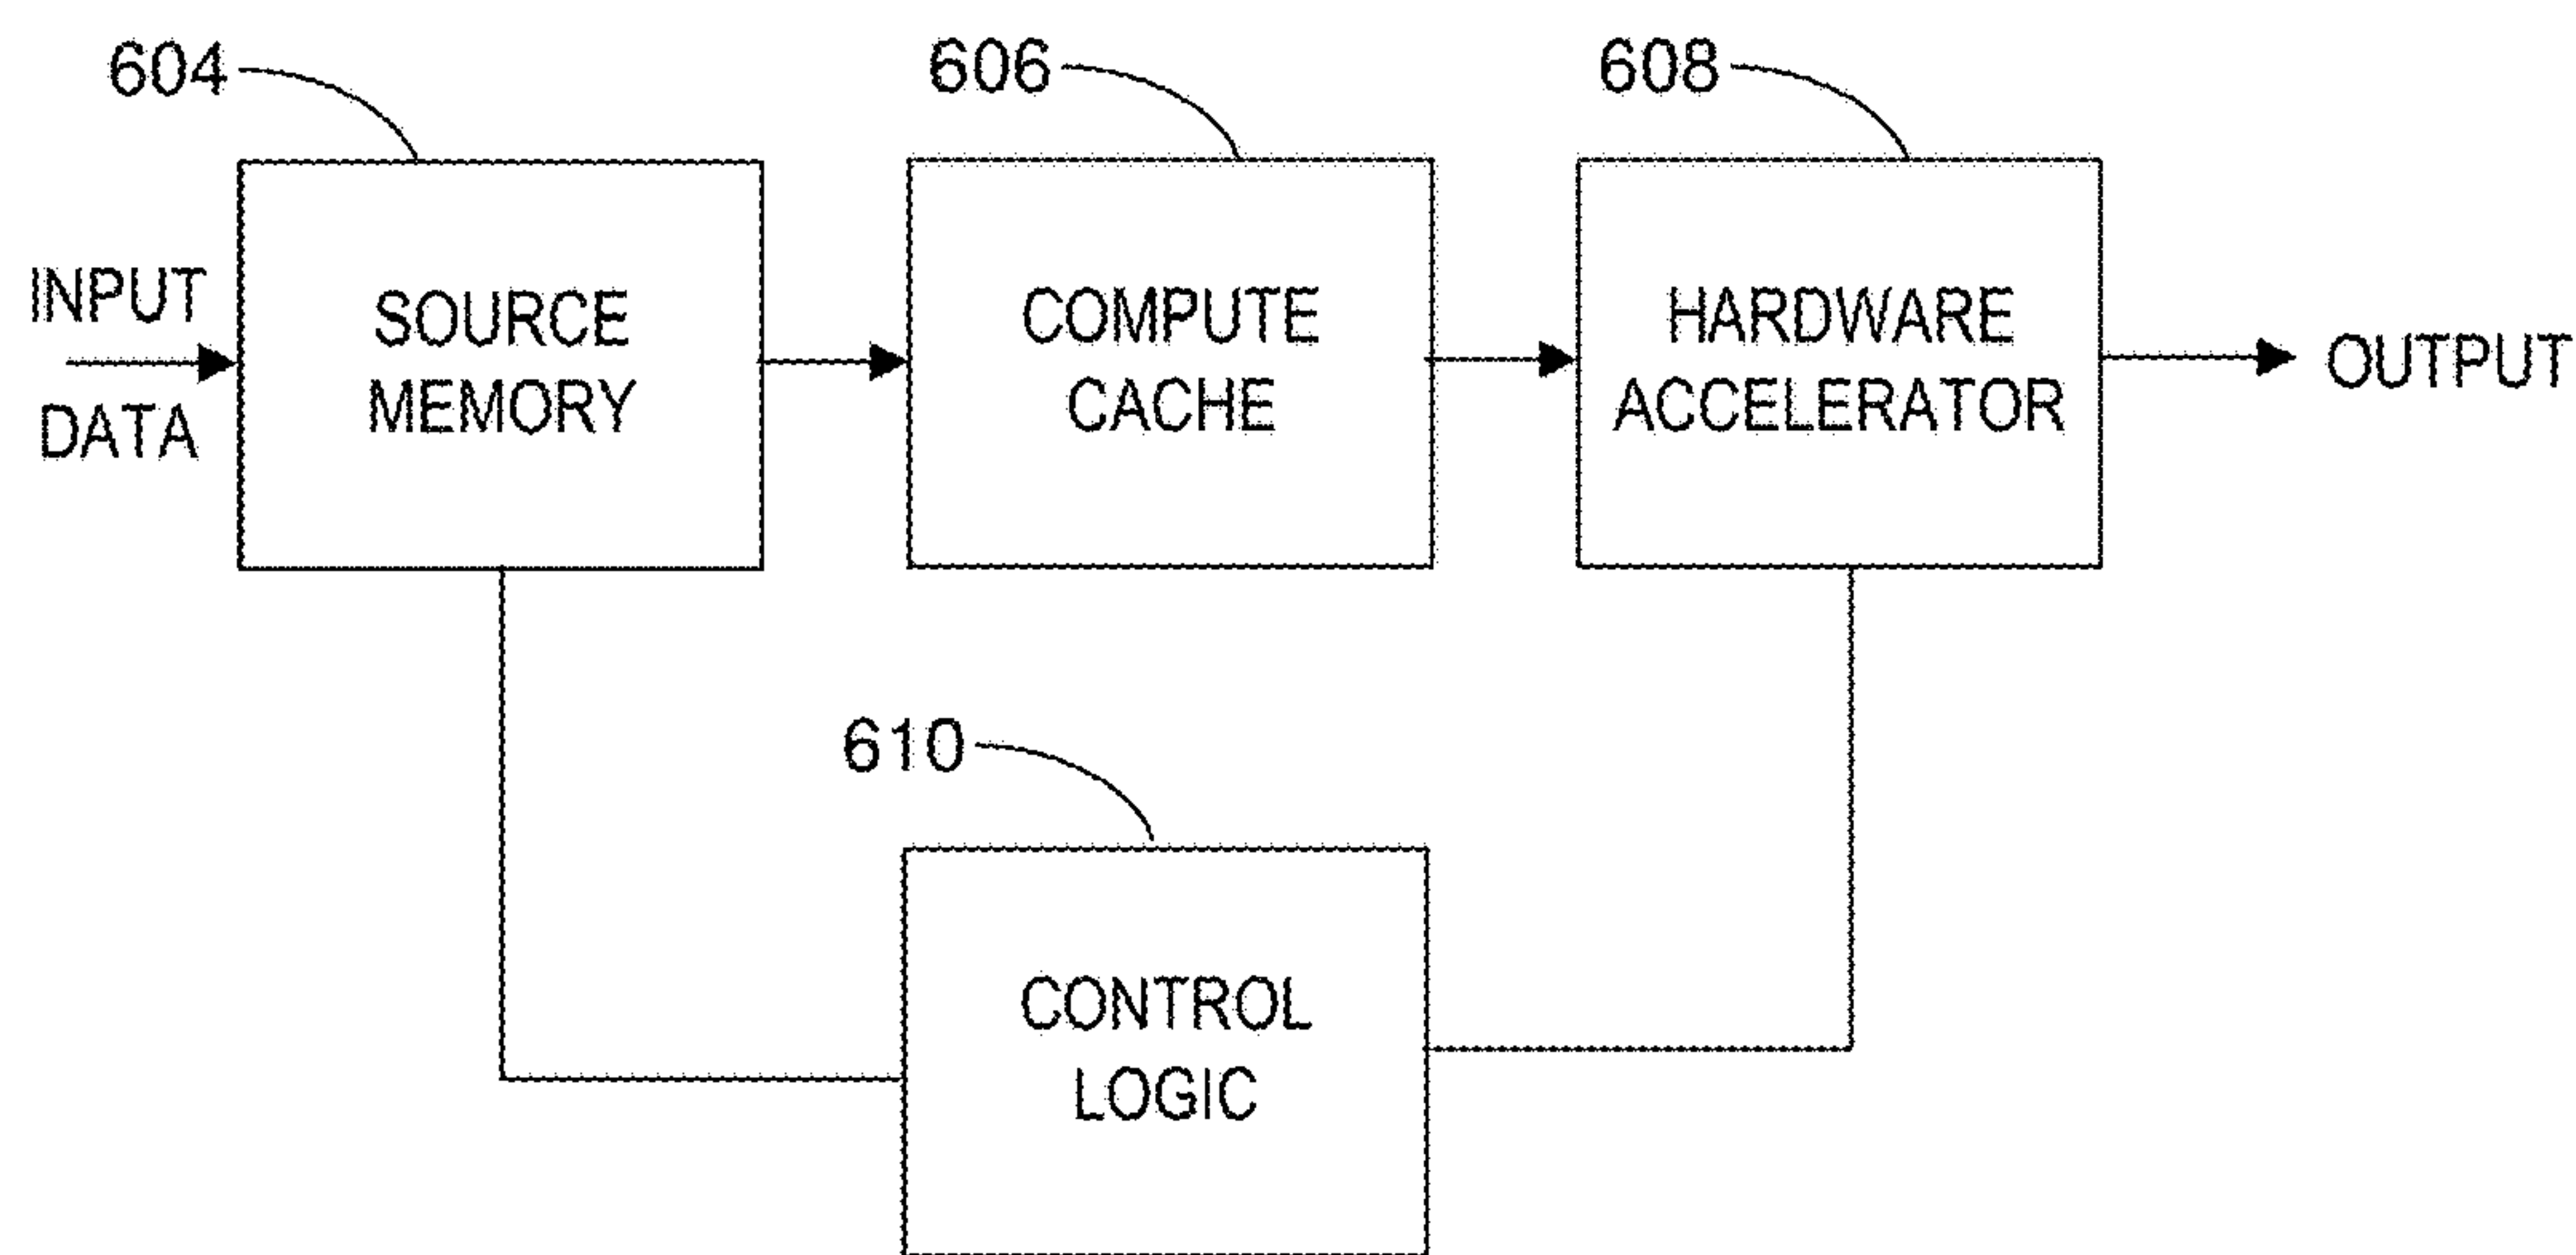 604
606
608
INPUT
DATA
SOURCE
MEMORY
COMPUTE
CACHE
HARDWARE
ACCELERATOR
OUTPUT
610
CONTROL
LOGIC